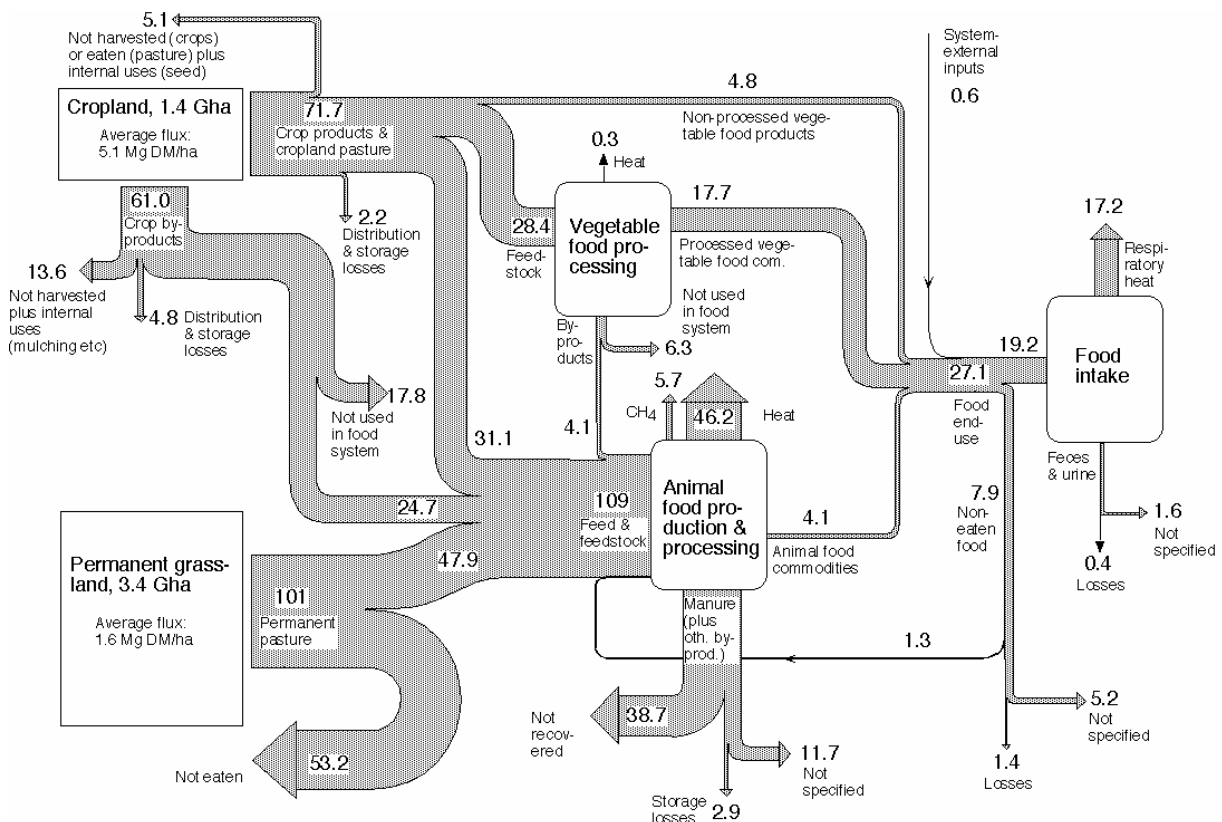 5.1
Not harvested (crops)
or eaten (pasture) plus
internal uses (seed)
Cropland, 1.4 Gha
Average flux:
5.1 Mg DM/ha
71.7
Crop products &
cropland pasture
4.8
Non-processed vege-
table food products
System-
external
inputs
0.6
0.3
Heat
61.0
Crop by-
products
2.2
Distribution
& storage
losses
28.4
Feed-
stock
Vegetable
food pro-
cessing
17.7
Processed vege-
table food com.
17.2
Respi-
ratory
heat
13.6
Not harvested
plus internal
uses
(mulching etc)
4.8
Distribution
& storage
losses
By-
products
Not used
in food
system
6.3
19.2
Food
intake
27.1
Food
end-
use
17.8
Not used
in food
system
31.1
4.1
5.7
CH4
46.2
Heat
Feces
& urine
24.7
109
Feed &
feedstock
Animal
food pro-
duction &
processing
4.1
Animal food
commodities
7.9
Non-
eaten
food
1.6
Not
specified
0.4
Losses
Permanent grass-
land, 3.4 Gha
Average flux:
1.6 Mg DM/ha
47.9
101
Permanent
pasture
Manure
(plus
oth. by-
prod.)
1.3
Not
recov-
ered
38.7
5.2
Not
specified
53.2
Not eaten
11.7
Not
specified
1.4
Losses
Storage
losses
2.9